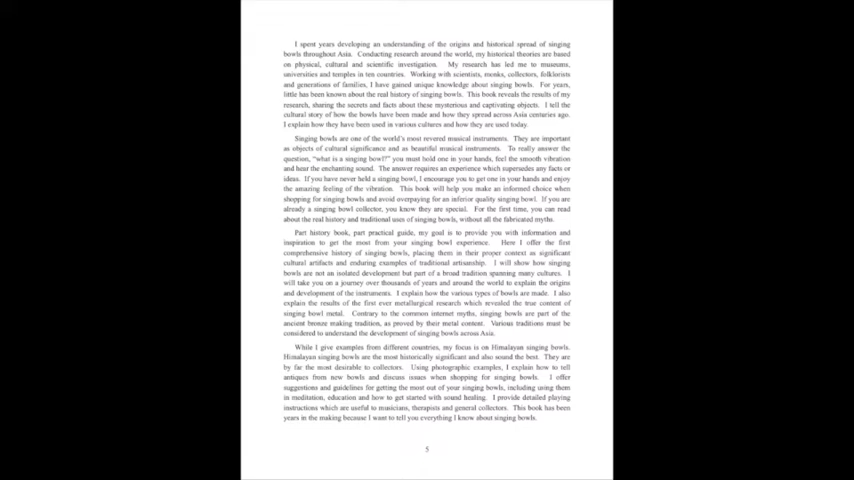 I spent years developing an understanding of the origins and historical spread of singing
bowls throughout Asia. Conducting research around the world, my historical theories are based
on physical, cultural and scientific investigation. My research has led me to museums,
universities and temples in ten countries. Working with scientists, monks, collectors, folklorists
and generations of families, I have gained unique knowledge about singing bowls. For years,
little has been known about the real history of singing bowls. This book reveals the results of my
research, sharing the secrets and facts about these mysterious and captivating objects. I tell the
cultural story of how the bowls have been made and how they spread across Asia centuries ago.
I explain how they have been used in various cultures and how they are used today.
Singing bowls are one of the world's most revered musical instruments. They are important
as objects of cultural significance and as beautiful musical instruments. To really answer the
question, "what is a singing bowl?" you must hold one in your hands, feel the smooth vibration
and hear the enchanting sound. The answer requires an experience which supersedes any facts or
ideas. If you have never held a singing bowl, I encourage you to get one in your hands and enjoy
the amazing feeling of the vibration. This book will help you make an informed choice when
shopping for singing bowls and avoid overpaying for an inferior quality singing bowl. If you are
already a singing bowl collector, you know they are special. For the first time, you can read
about the real history and traditional uses of singing bowls, without all the fabricated myths.
Part history book, part practical guide, my goal is to provide you with information and
inspiration to get the most from your singing bowl experience. Here I offer the first
comprehensive history of singing bowls, placing them in their proper context as significant
cultural artifacts and enduring examples of traditional artisanship. I will show how singing
bowls are not an isolated development but part of a broad tradition spanning many cultures. I
will take you on a journey over thousands of years and around the world to explain the origins
and development of the instruments. I explain how the various types of bowls are made. I also
explain the results of the first ever metallurgical research which revealed the true content of
singing bowl metal. Contrary to the common internet myths, singing bowls are part of the
ancient bronze making tradition, as proved by their metal content. Various traditions must be
considered to understand the development of singing bowls across Asia.
While I give examples from different countries, my focus is on Himalayan singing bowls.
Himalayan singing bowls are the most historically significant and also sound the best. They are
by far the most desirable to collectors. Using photographic examples, I explain how to tell
antiques from new bowls and discuss issues when shopping for singing bowls. I offer
suggestions and guidelines for getting the most out of your singing bowls, including using them
in meditation, education and how to get started with sound healing. I provide detailed playing
instructions which are useful to musicians, therapists and general collectors. This book has been
years in the making because I want to tell you everything I know about singing bowls.
5